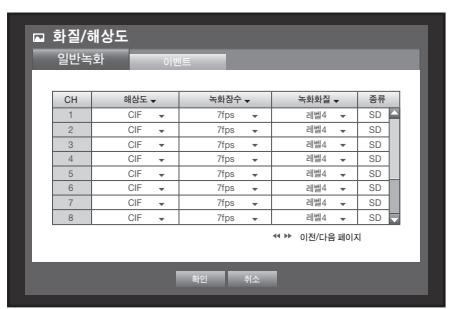 화질/해상도
일반녹화 이벤트
CH 해상도 녹화장수 녹화화질 종류
1 CIF 7fps 레벨4 SD
2 CIF 7fps 레벨4 SD
3 CIF 7fps 레벨4 SD
4 CIF 7fps 레벨4 SD
5 CIF 7fps 레벨4 SD
6 CIF 7fps 레벨4 SD
7 CIF 7fps 레벨4 SD
8 CIF 7fps 레벨4 SD
이전/다음 페이지
확인 취소